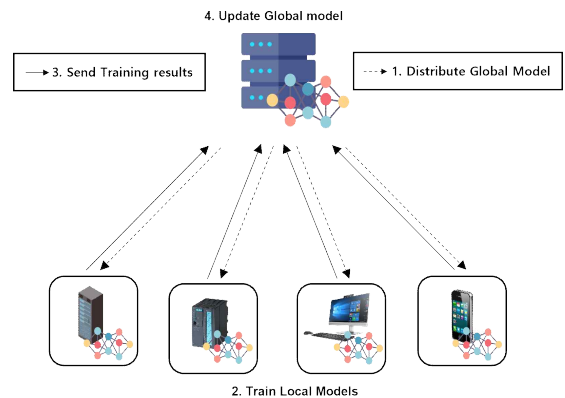 4. Update Global model
3. Send Training results
1. Distribute Global Model
2. Train Local Models